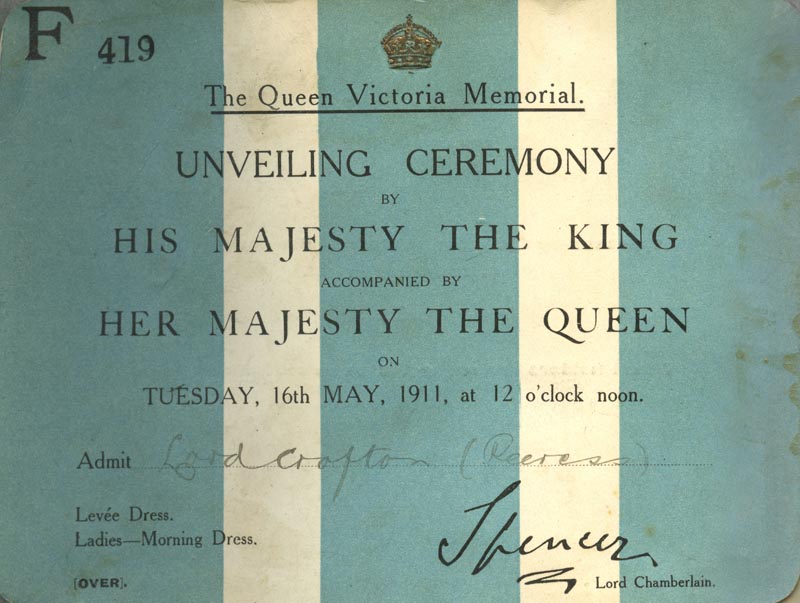 F 419
The Queen Victoria Memorial.
UNVEILING CEREMONY
BY
HIS MAJESTY THE KING
ACCOMPANIED BY
HER MAJESTY THE QUEEN
ON
TUESDAY, 16th MAY, 1911, at 12 o'clock noon.
Admit Lord Crofton (Peeress)
Levée Dress.
Ladies—Morning Dress.
Spencer
(OVER). Lord Chamberlain.